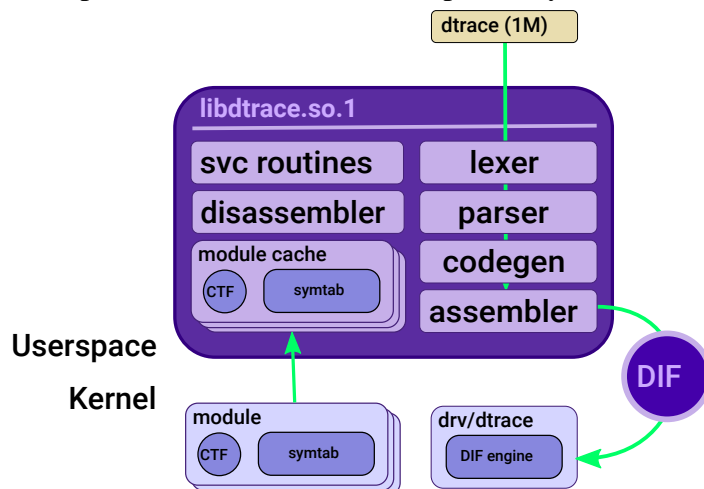 dtrace (1M)
libdtrace.so.1
svc routines
lexer
disassembler
parser
module cache
CTF
symtab
codegen
assembler
Userspace
Kernel
DIF
module
CTF
symtab
drv/dtrace
DIF engine